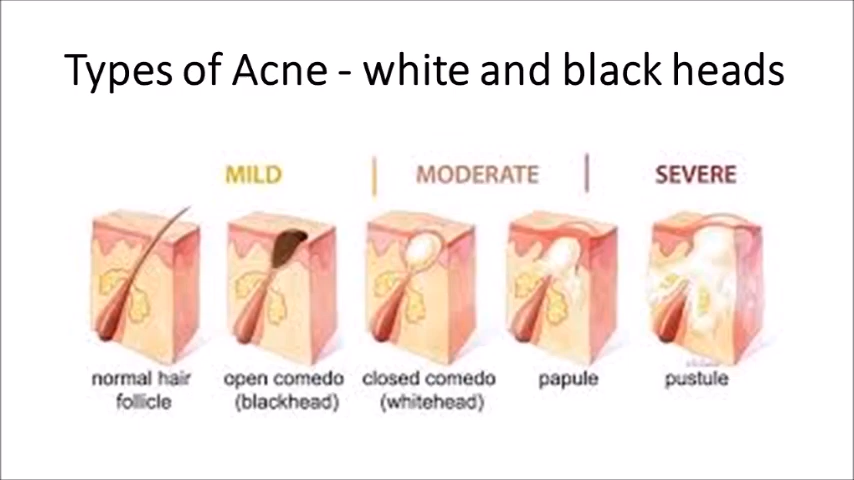 Types of Acne - white and black heads
MILD | MODERATE | SEVERE
normal hair
follicle
open comedo
(blackhead)
closed comedo
(whitehead)
papule
pustule